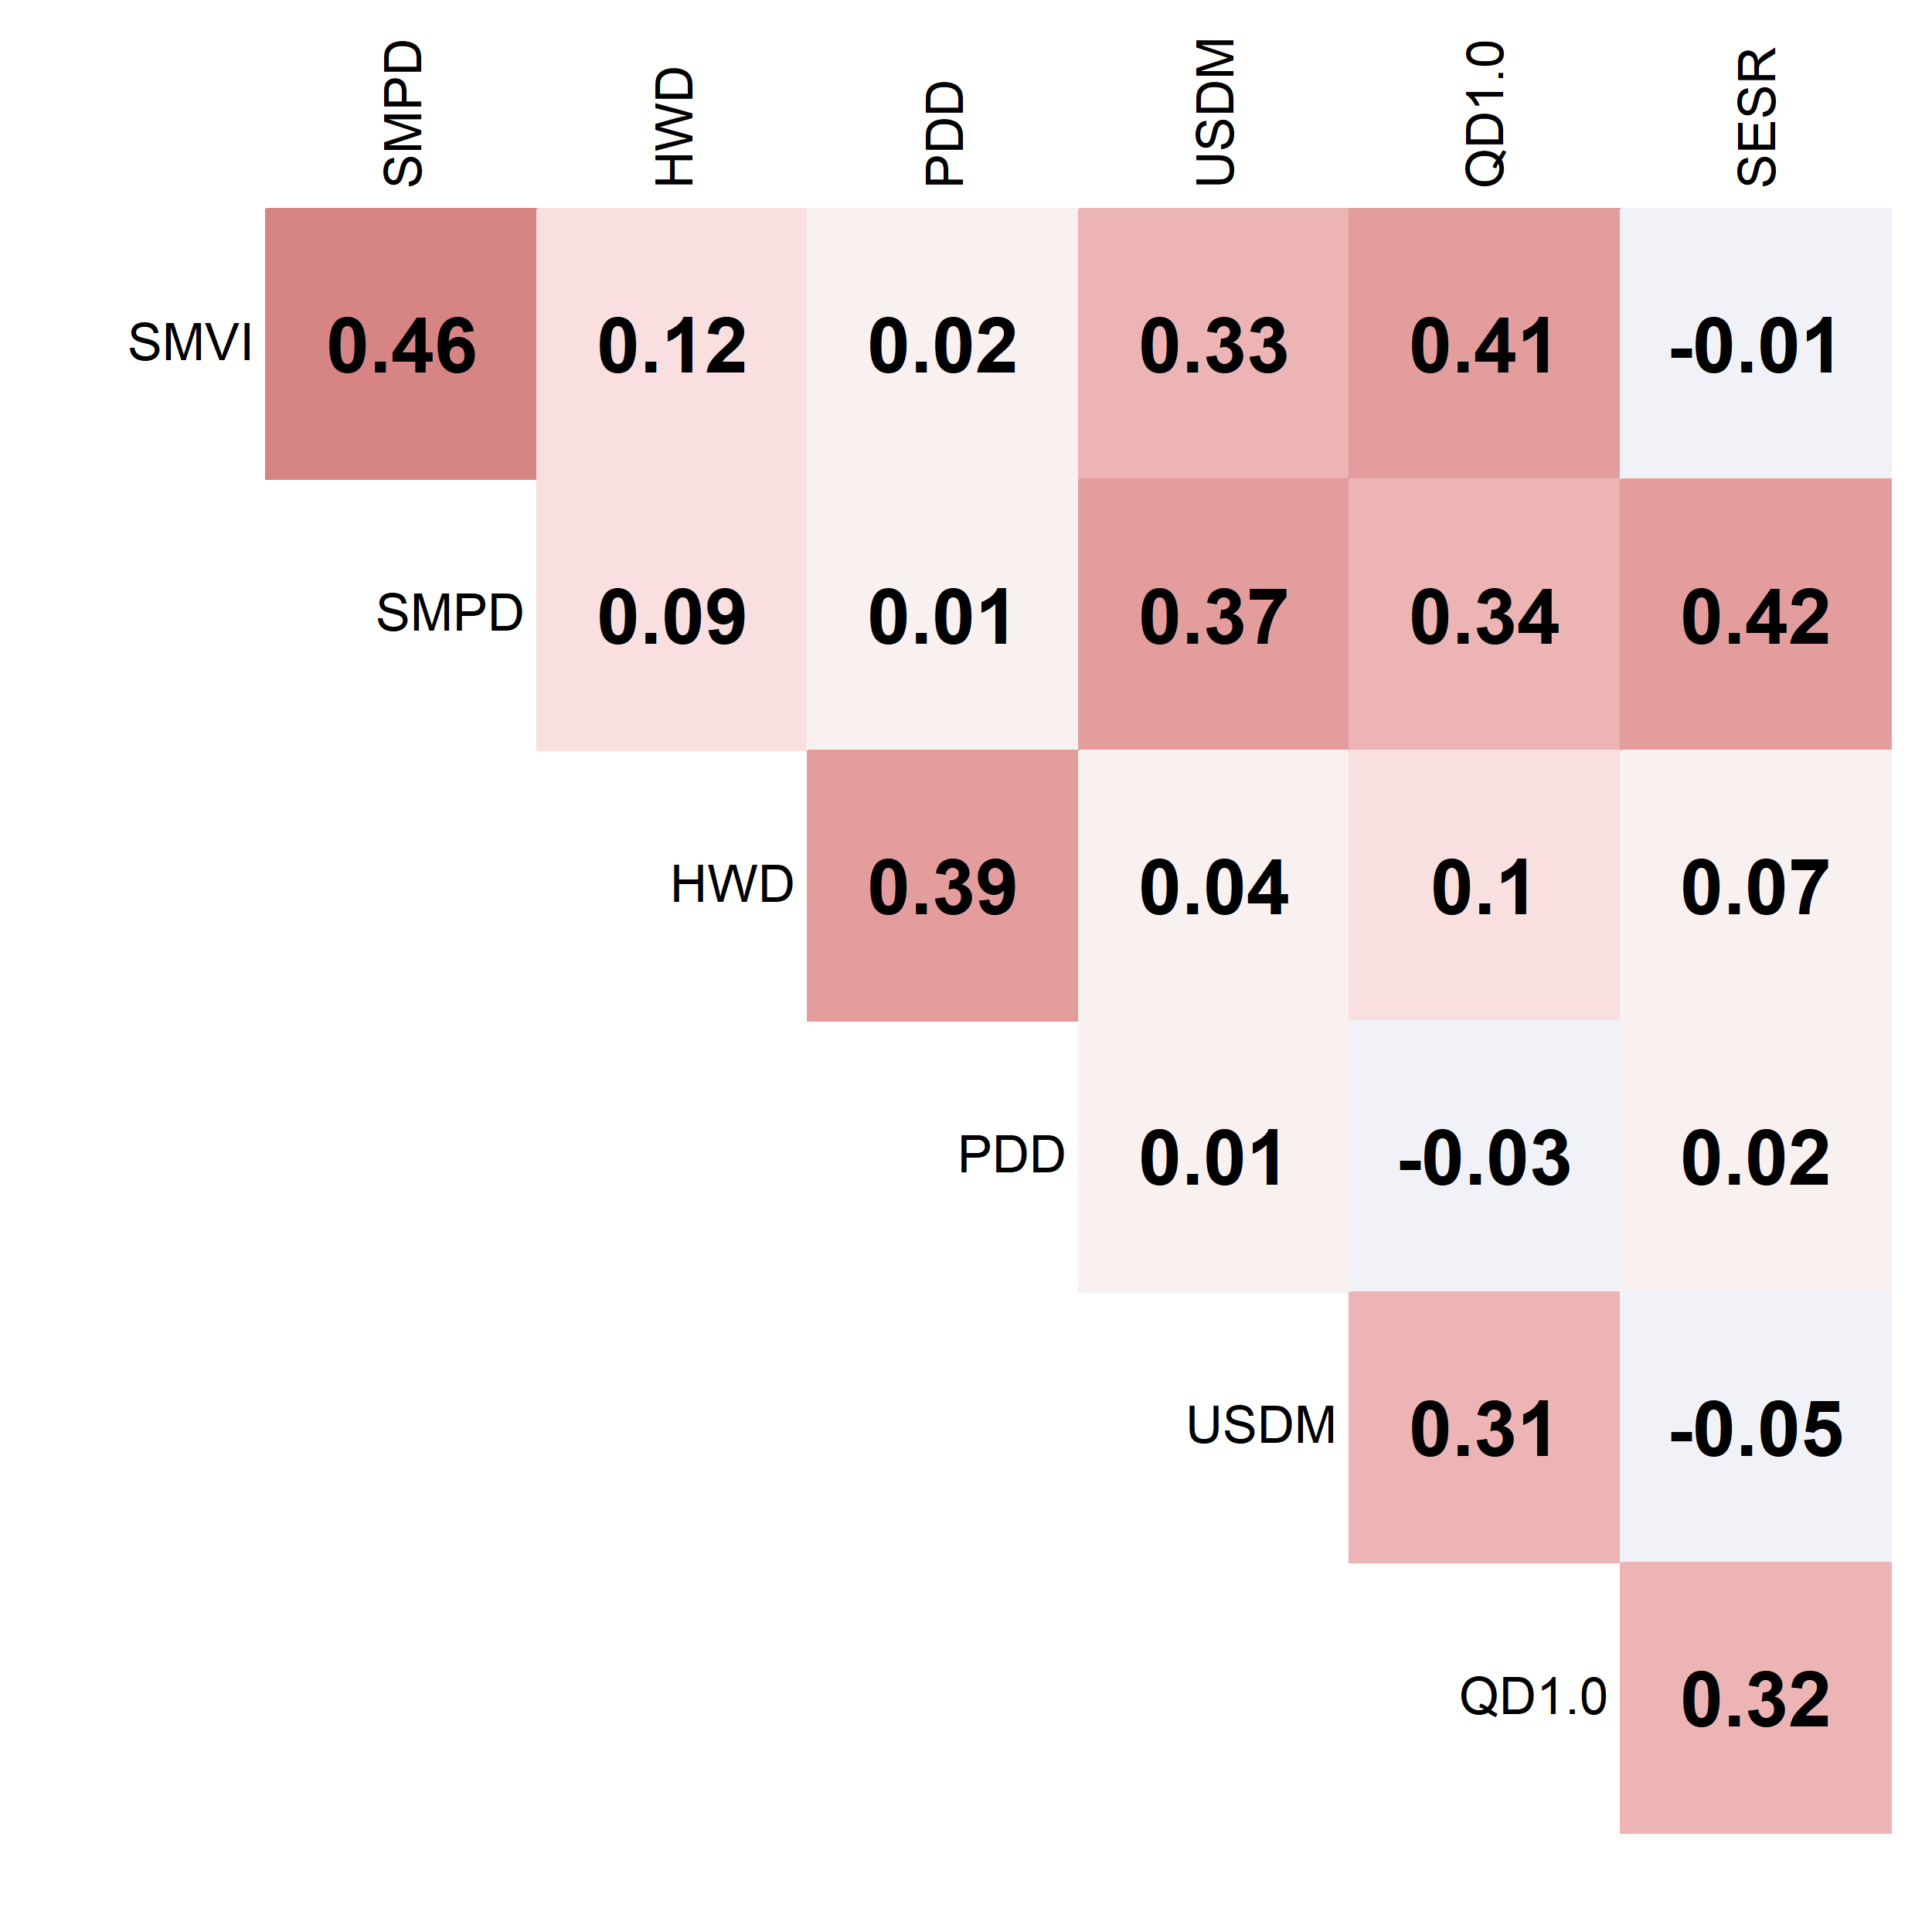 SMPD HWD PDD USDM QD1.0 SESR
SMVI 0.46 0.12 0.02 0.33 0.41 -0.01
SMPD 0.09 0.01 0.37 0.34 0.42
HWD 0.39 0.04 0.1 0.07
PDD 0.01 -0.03 0.02
USDM 0.31 -0.05
QD1.0 0.32